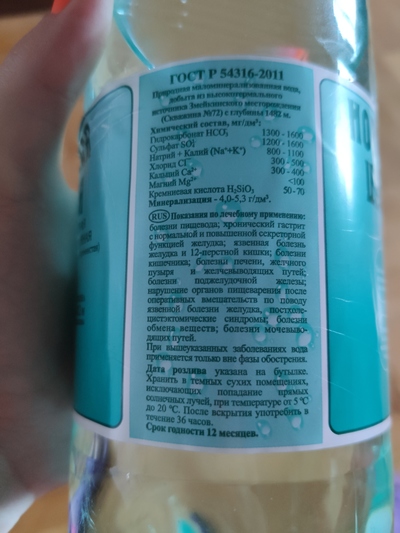 ГОСТ Р 54316-2011
Природная маломинерализованная вода,
добыта из высокотермального
источника Змейкинского месторождения
(Скважина №72) с глубины 1482 м.
Химический состав, мг/дм³:
Гидрокарбонат HCO₃ 1300 - 1600
Сульфат SO₄ 1200 - 1600
Натрий + Калий (Na⁺+K⁺) 800 - 1100
Хлорид Cl⁻ 300 - 500
Кальций Ca²⁺ 300 - 400
Магний Mg²⁺ <100
Кремниевая кислота H₂SiO₃ 50 - 70
Минерализация - 4,0-5,3 г/дм³.
RUS Показания по лечебному применению:
болезни пищевода; хронический гастрит
с нормальной и повышенной секреторной
функцией желудка; язвенная болезнь
желудка и 12-перстной кишки; болезни
кишечника; болезни печени, желчного
пузыря и желчевыводящих путей;
болезни поджелудочной железы;
нарушение органов пищеварения после
оперативных вмешательств по поводу
язвенной болезни желудка, постхоле-
цистэктомические синдромы; болезни
обмена веществ; болезни мочевыво-
дящих путей.
При вышеуказанных заболеваниях вода
применяется только вне фазы обострения.
Дата розлива указана на бутылке.
Хранить в темных сухих помещениях,
исключающих попадание прямых
солнечных лучей, при температуре от 5 °C
до 20 °C. После вскрытия употребить в
течение 36 часов.
Срок годности 12 месяцев.